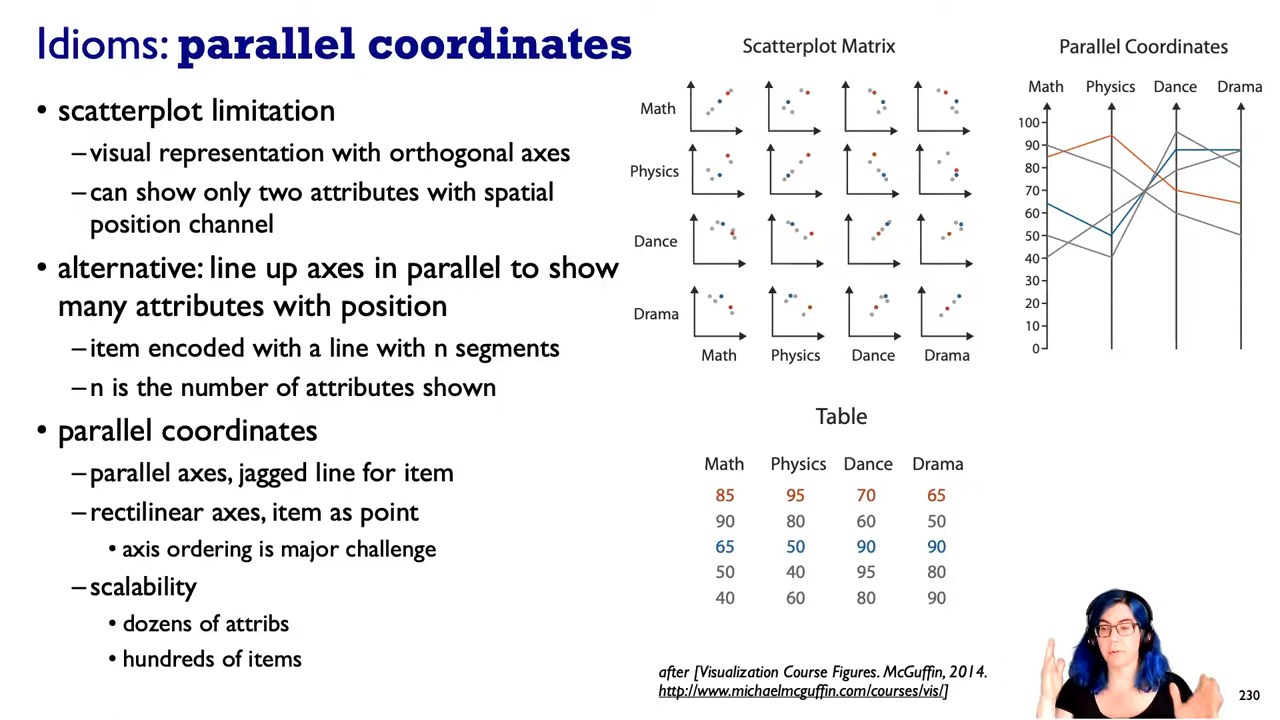 Idioms: parallel coordinates
• scatterplot limitation
–visual representation with orthogonal axes
–can show only two attributes with spatial
position channel
• alternative: line up axes in parallel to show
many attributes with position
–item encoded with a line with n segments
–n is the number of attributes shown
• parallel coordinates
–parallel axes, jagged line for item
–rectilinear axes, item as point
• axis ordering is major challenge
–scalability
• dozens of attribs
• hundreds of items
Scatterplot Matrix
Math
Physics
Dance
Drama
Math Physics Dance Drama
Parallel Coordinates
Math Physics Dance Drama
100
90
80
70
60
50
40
30
20
10
0
Table
Math Physics Dance Drama
85 95 70 65
90 80 60 50
65 50 90 90
50 40 95 80
40 60 80 90
after [Visualization Course Figures. McGuffin, 2014.
http://www.michaelmcguffin.com/courses/vis/]
230